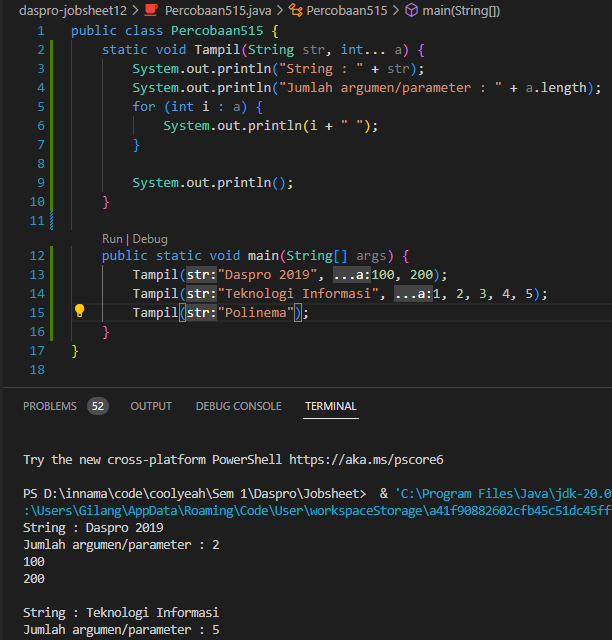 daspro-jobsheet12 > Percobaan515.java > Percobaan515 > main(String[])
1 public class Percobaan515 {
2 static void Tampil(String str, int... a) {
3 System.out.println("String : " + str);
4 System.out.println("Jumlah argumen/parameter : " + a.length);
5 for (int i : a) {
6 System.out.println(i + " ");
7 }
8
9 System.out.println();
10 }
11
Run | Debug
12 public static void main(String[] args) {
13 Tampil(str:"Daspro 2019", ...a:100, 200);
14 Tampil(str:"Teknologi Informasi", ...a:1, 2, 3, 4, 5);
15 Tampil(str:"Polinema");
16 }
17 }
18
PROBLEMS 52 OUTPUT DEBUG CONSOLE TERMINAL
Try the new cross-platform PowerShell https://aka.ms/pscore6
PS D:\innama\code\coolyeah\Sem 1\Daspro\Jobsheet> & 'C:\Program Files\Java\jdk-20.0
:\Users\Gilang\AppData\Roaming\Code\User\workspaceStorage\a41f90882602cfb45c51dc45ff
String : Daspro 2019
Jumlah argumen/parameter : 2
100
200
String : Teknologi Informasi
Jumlah argumen/parameter : 5